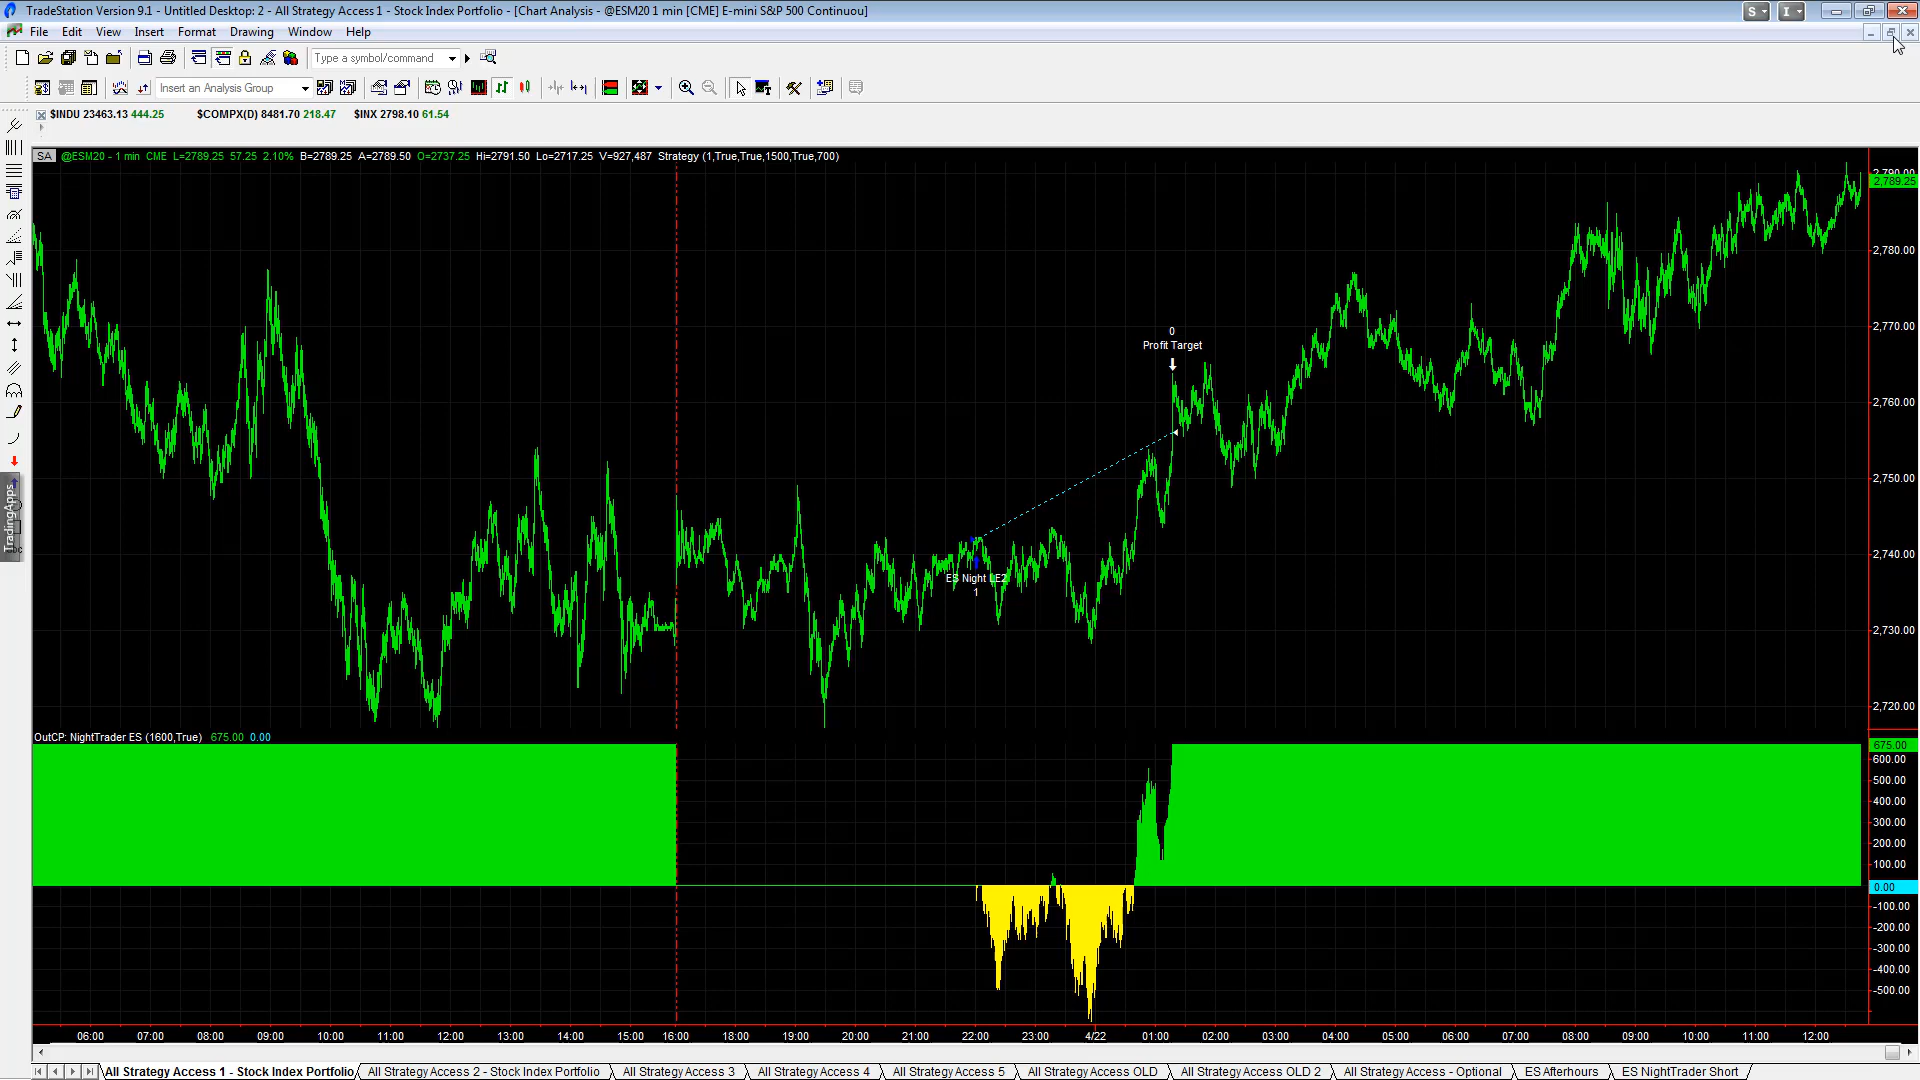 TradeStation Version 9.1 - Untitled Desktop: 2 - All Strategy Access 1 - Stock Index Portfolio - [Chart Analysis - @ESM20 1 min [CME] E-mini S&P 500 Continuou]
S
I
File Edit View Insert Format Drawing Window Help
Type a symbol/command
Insert an Analysis Group
$INDU 23463.13 444.25 $COMPX(D) 8481.70 218.47 $INX 2798.10 61.54
SA @ESM20 - 1 min CME L=2789.25 57.25 2.10% B=2789.25 A=2789.50 O=2737.25 Hi=2791.50 Lo=2717.25 V=927,487 Strategy (1,True,True,1500,True,700)
2,790.00
2,789.25
2,780.00
2,770.00
0
Profit Target
2,760.00
2,750.00
TradingApps
2,740.00
ES Night LE2
1
2,730.00
2,720.00
OutCP: NightTrader ES (1600,True) 675.00 0.00
675.00
600.00
500.00
400.00
300.00
200.00
100.00
0.00
-100.00
-200.00
-300.00
-400.00
-500.00
06:00 07:00 08:00 09:00 10:00 11:00 12:00 13:00 14:00 15:00 16:00 18:00 19:00 20:00 21:00 22:00 23:00 4/22 01:00 02:00 03:00 04:00 05:00 06:00 07:00 08:00 09:00 10:00 11:00 12:00
All Strategy Access 1 - Stock Index Portfolio All Strategy Access 2 - Stock Index Portfolio All Strategy Access 3 All Strategy Access 4 All Strategy Access 5 All Strategy Access OLD All Strategy Access OLD 2 All Strategy Access - Optional ES Afterhours ES NightTrader Short